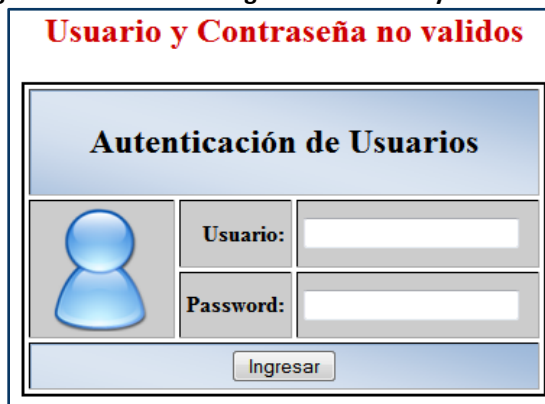 Usuario y Contraseña no validos
Autenticación de Usuarios
Usuario:
Password:
Ingresar